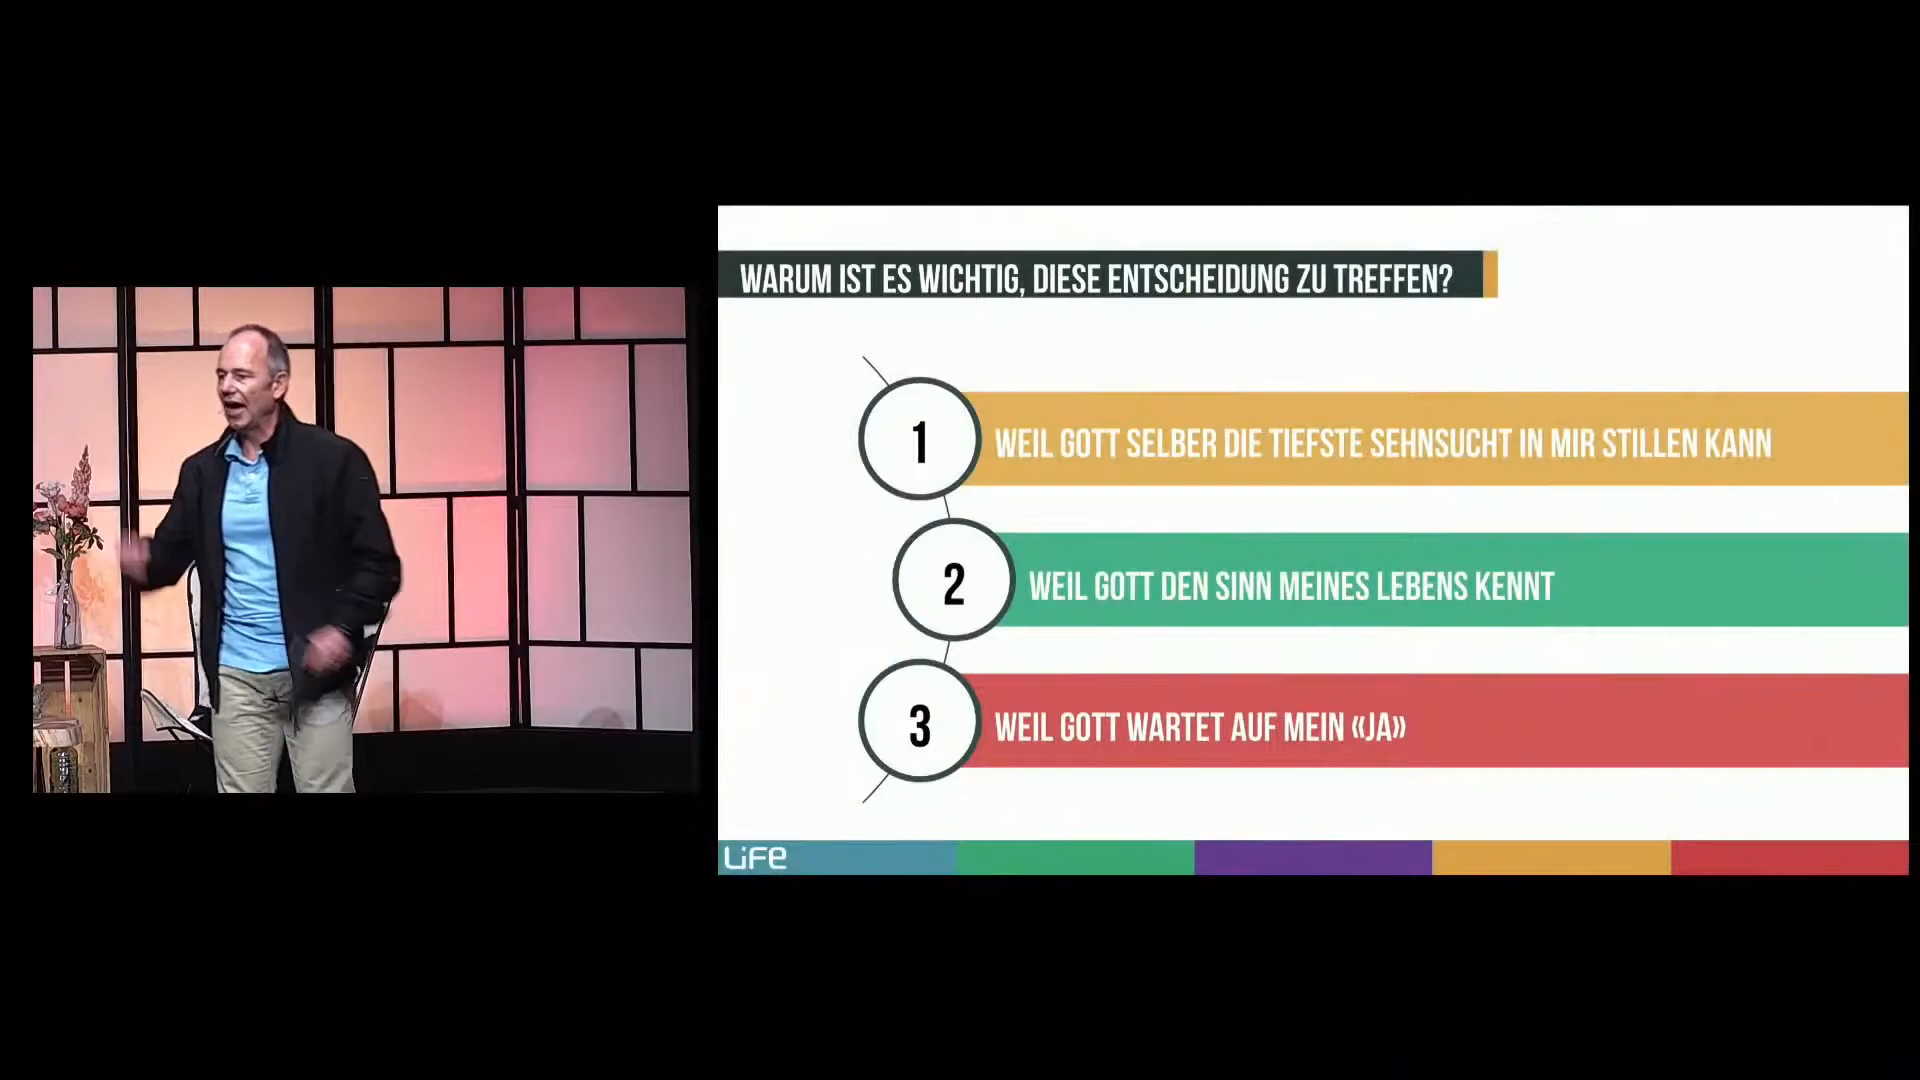 WARUM IST ES WICHTIG, DIESE ENTSCHEIDUNG ZU TREFFEN?
1
WEIL GOTT SELBER DIE TIEFSTE SEHNSUCHT IN MIR STILLEN KANN
2
WEIL GOTT DEN SINN MEINES LEBENS KENNT
3
WEIL GOTT WARTET AUF MEIN «JA»
LiFe